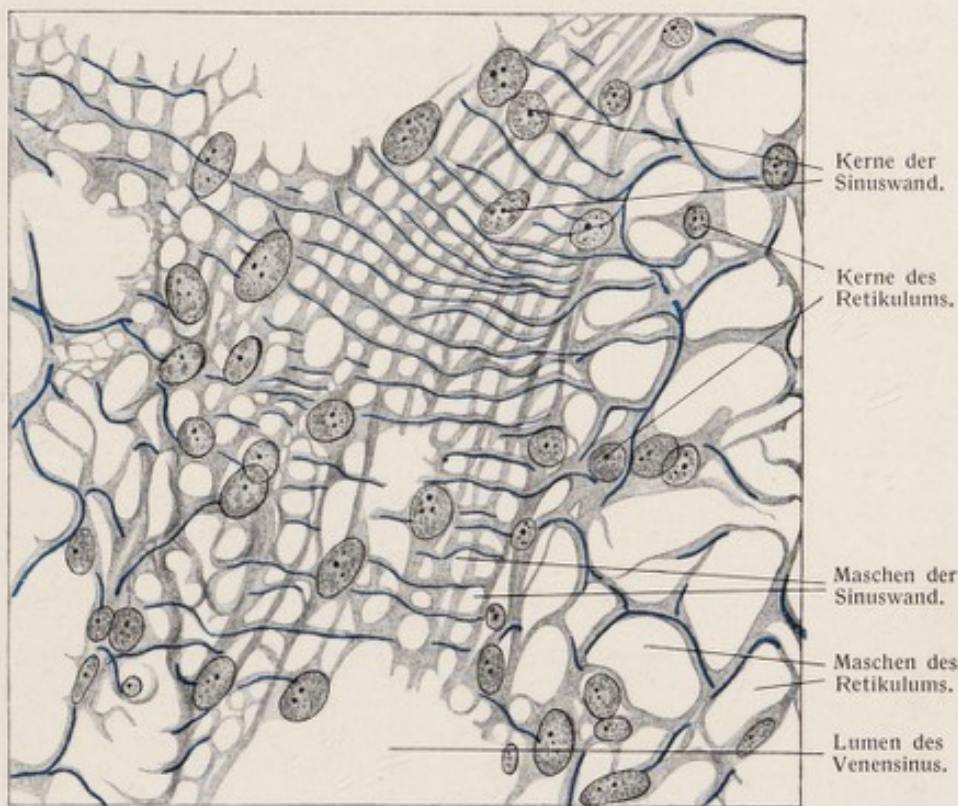 Kerne der
Sinuswand.
Kerne des
Retikulums.
Maschen der
Sinuswand.
Maschen des
Retikulums.
Lumen des
Venensinus.